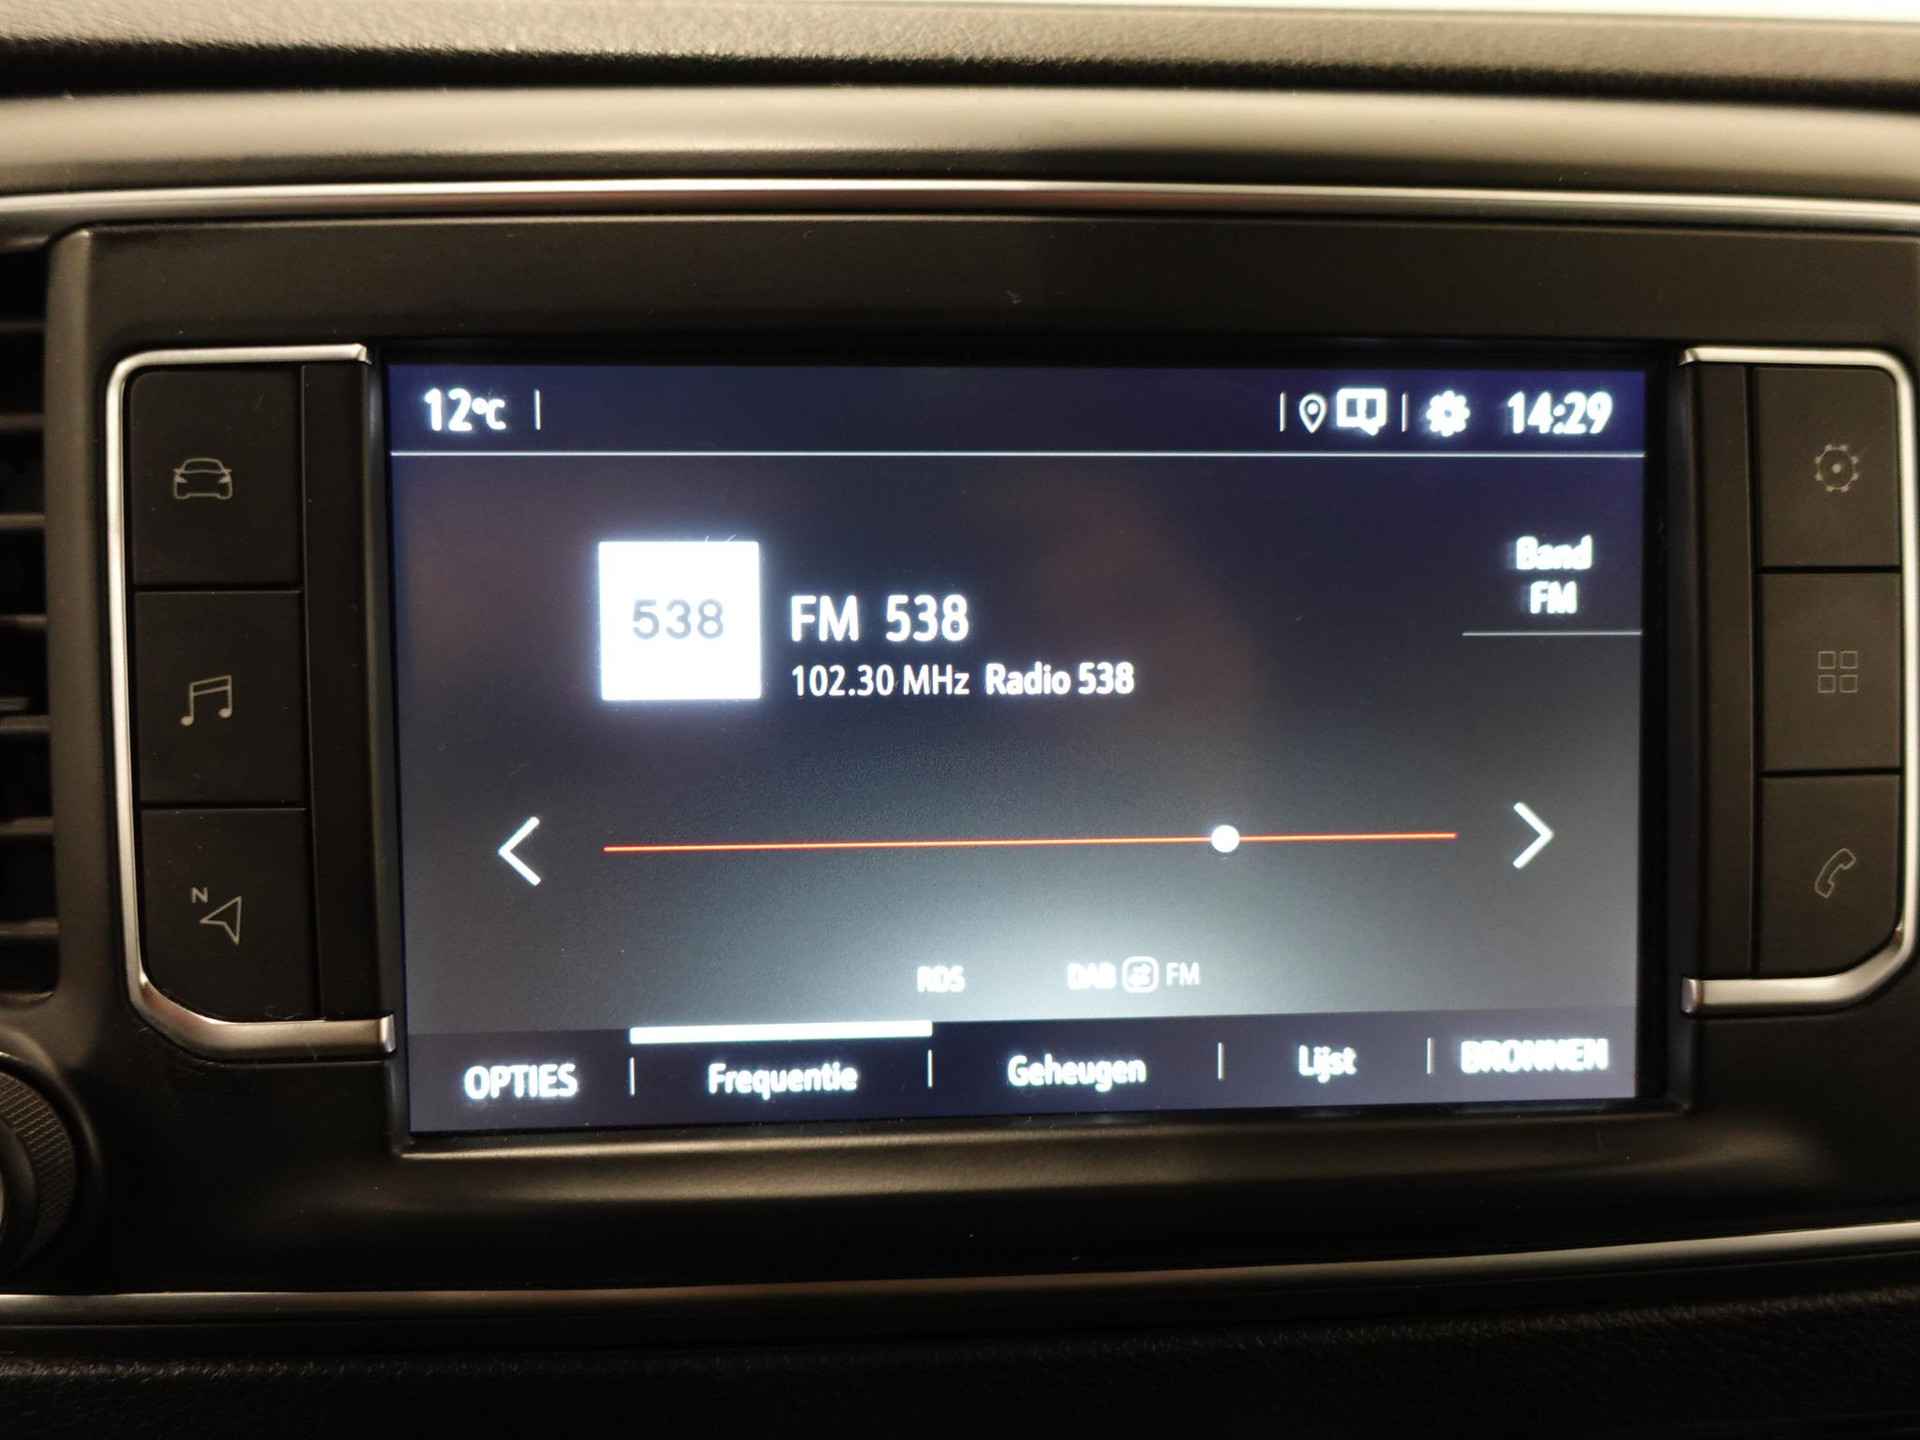 12°C 14:29
Band
FM
538
FM 538
102.30 MHz Radio 538
N
RDS DAB FM
OPTIES Frequentie Geheugen Lijst BRONNEN